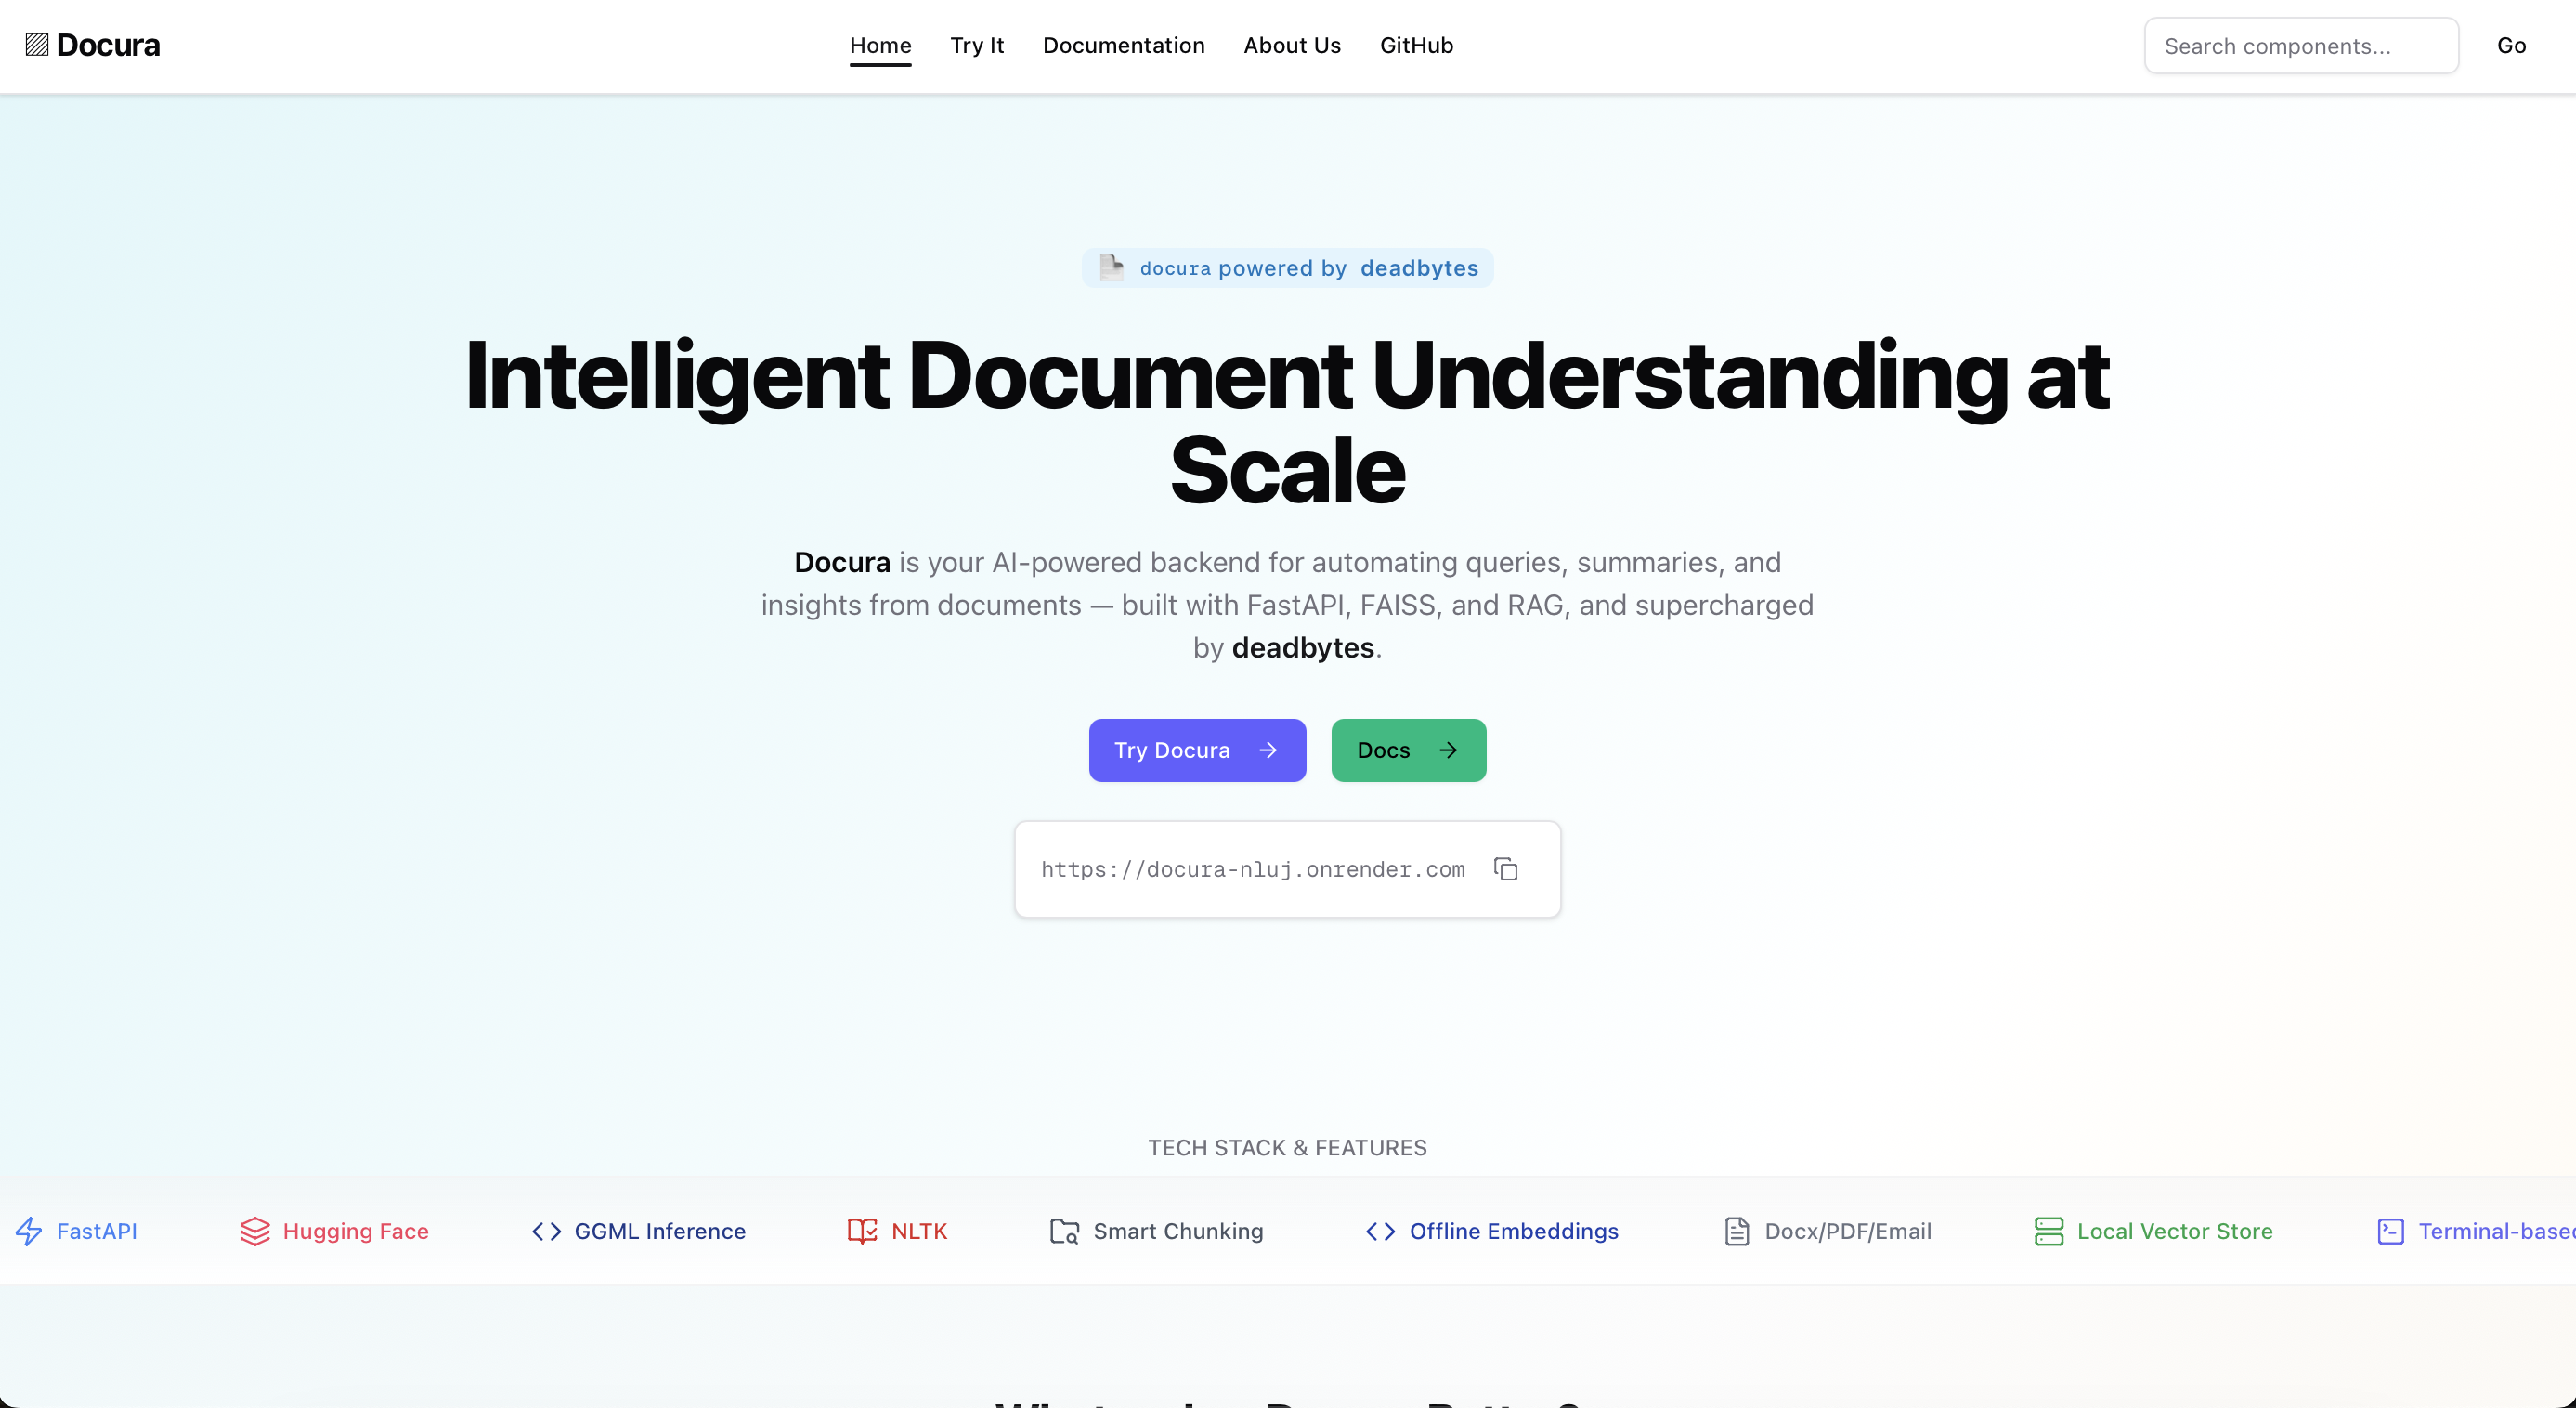 Docura
Home Try It Documentation About Us GitHub
Search components...
Go
docura powered by deadbytes
Intelligent Document Understanding at
Scale
Docura is your AI-powered backend for automating queries, summaries, and
insights from documents — built with FastAPI, FAISS, and RAG, and supercharged
by deadbytes.
Try Docura
Docs
https://docura-nluj.onrender.com
TECH STACK & FEATURES
FastAPI Hugging Face GGML Inference NLTK Smart Chunking Offline Embeddings Docx/PDF/Email Local Vector Store Terminal-based